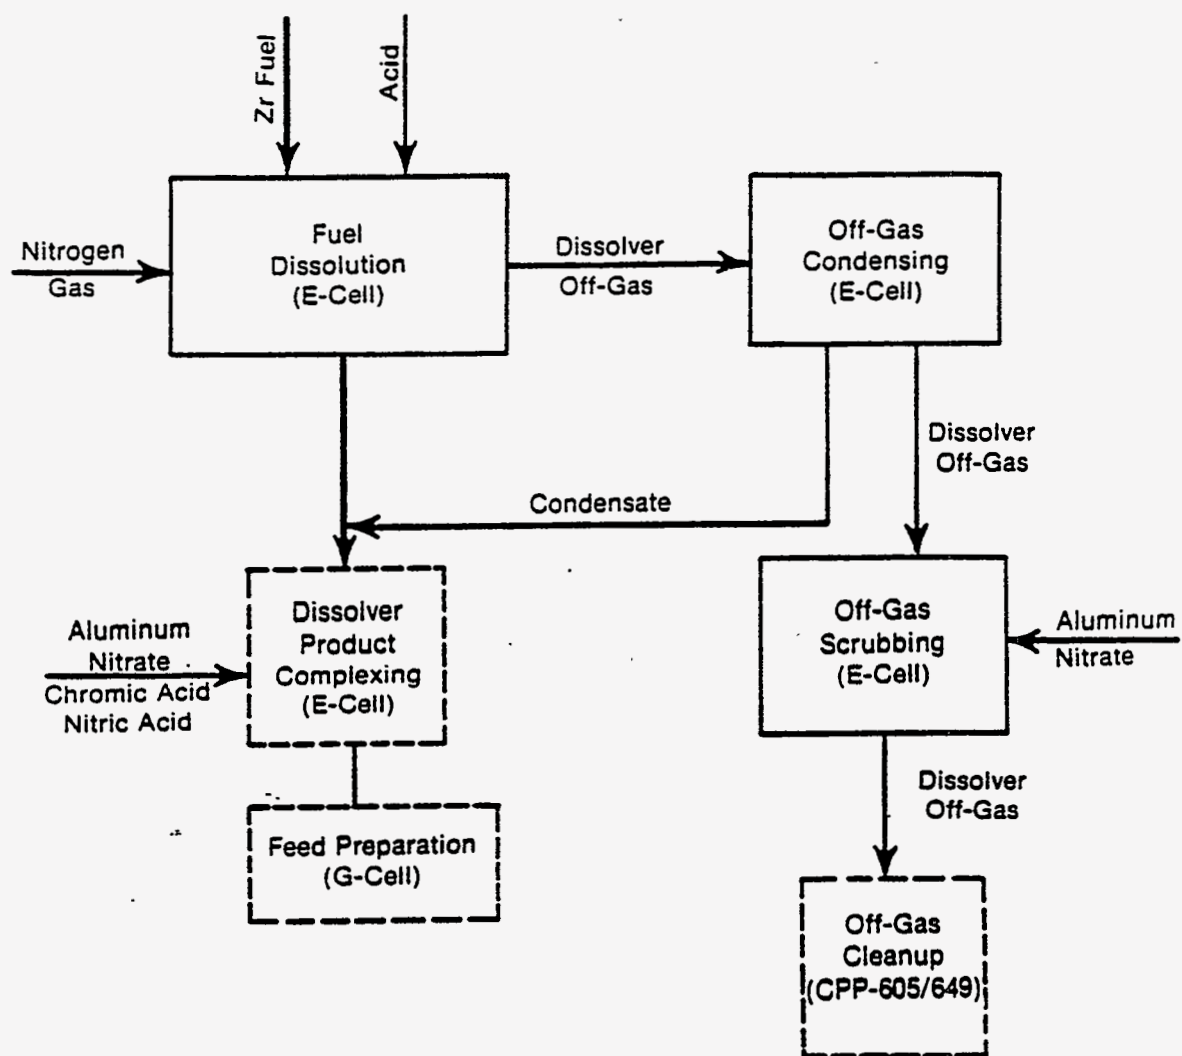 Zr Fuel
Acid
Nitrogen
Gas
Fuel
Dissolution
(E-Cell)
Dissolver
Off-Gas
Off-Gas
Condensing
(E-Cell)
Dissolver
Off-Gas
Condensate
Aluminum
Nitrate
Chromic Acid
Nitric Acid
Dissolver
Product
Complexing
(E-Cell)
Off-Gas
Scrubbing
(E-Cell)
Aluminum
Nitrate
Feed Preparation
(G-Cell)
Dissolver
Off-Gas
Off-Gas
Cleanup
(CPP-605/649)